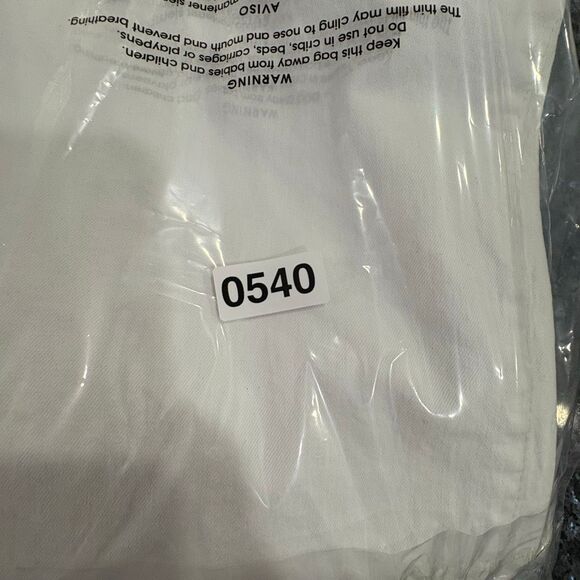 WARNING
Keep this bag away from babies and children.
Do not use in cribs, beds, carriages or playpens.
The thin film may cling to nose and mouth and prevent breathing.
AVISO
0540